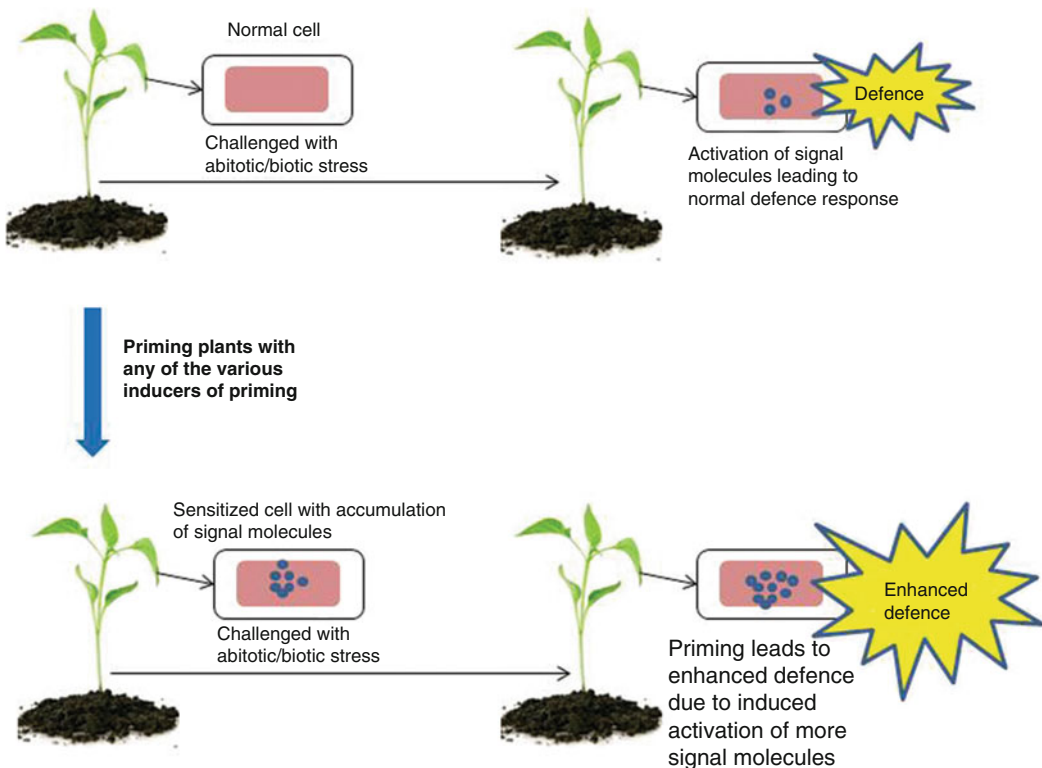 Normal cell
Challenged with
abitotic/biotic stress
Defence
Activation of signal
molecules leading to
normal defence response
Priming plants with
any of the various
inducers of priming
Sensitized cell with accumulation
of signal molecules
Challenged with
abitotic/biotic stress
Enhanced
defence
Priming leads to
enhanced defence
due to induced
activation of more
signal molecules